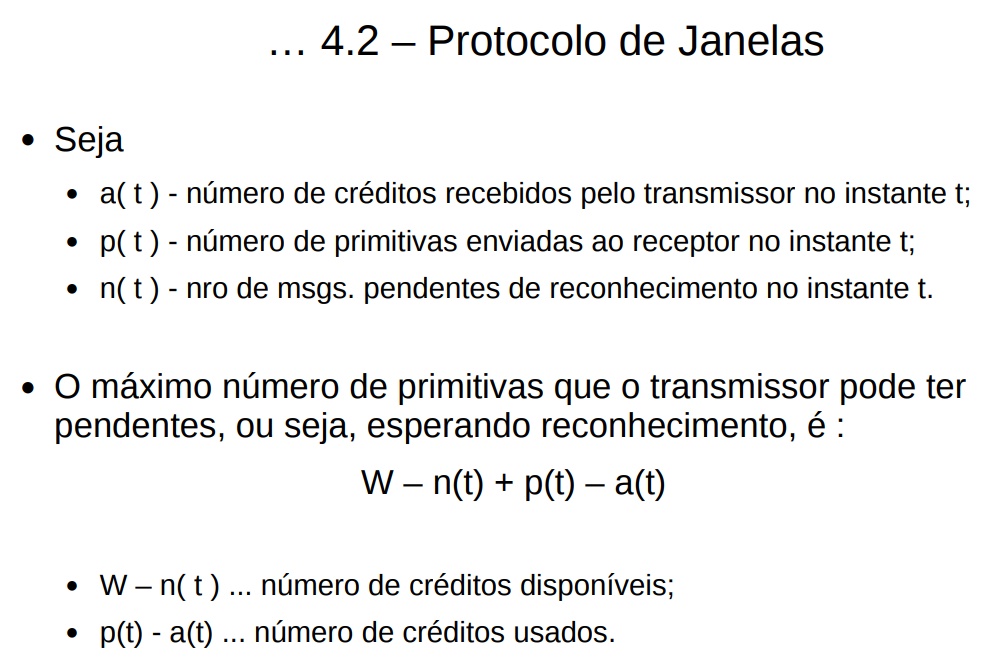 … 4.2 – Protocolo de Janelas
• Seja
• a( t ) - número de créditos recebidos pelo transmissor no instante t;
• p( t ) - número de primitivas enviadas ao receptor no instante t;
• n( t ) - nro de msgs. pendentes de reconhecimento no instante t.
• O máximo número de primitivas que o transmissor pode ter
pendentes, ou seja, esperando reconhecimento, é :
W – n(t) + p(t) – a(t)
• W – n( t ) ... número de créditos disponíveis;
• p(t) - a(t) ... número de créditos usados.